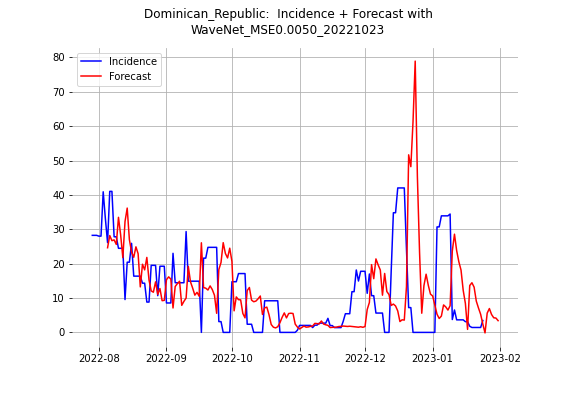 Dominican_Republic:  Incidence + Forecast with
WaveNet_MSE0.0050_20221023
Incidence
Forecast
80
70
60
50
40
30
20
10
0
2022-08 2022-09 2022-10 2022-11 2022-12 2023-01 2023-02